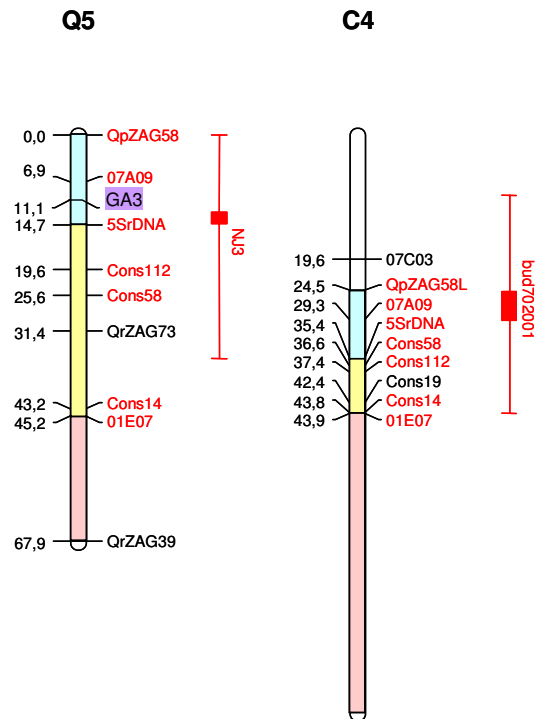 Q5
C4
0,0 QpZAG58
6,9 07A09
11,1 GA3
14,7 5SrDNA
19,6 Cons112
25,6 Cons58
31,4 QrZAG73
43,2 Cons14
45,2 01E07
67,9 QrZAG39
NJ3
19,6 07C03
24,5 QpZAG58L
29,3 07A09
35,4 5SrDNA
36,6 Cons58
37,4 Cons112
42,4 Cons19
43,8 Cons14
43,9 01E07
bud702001